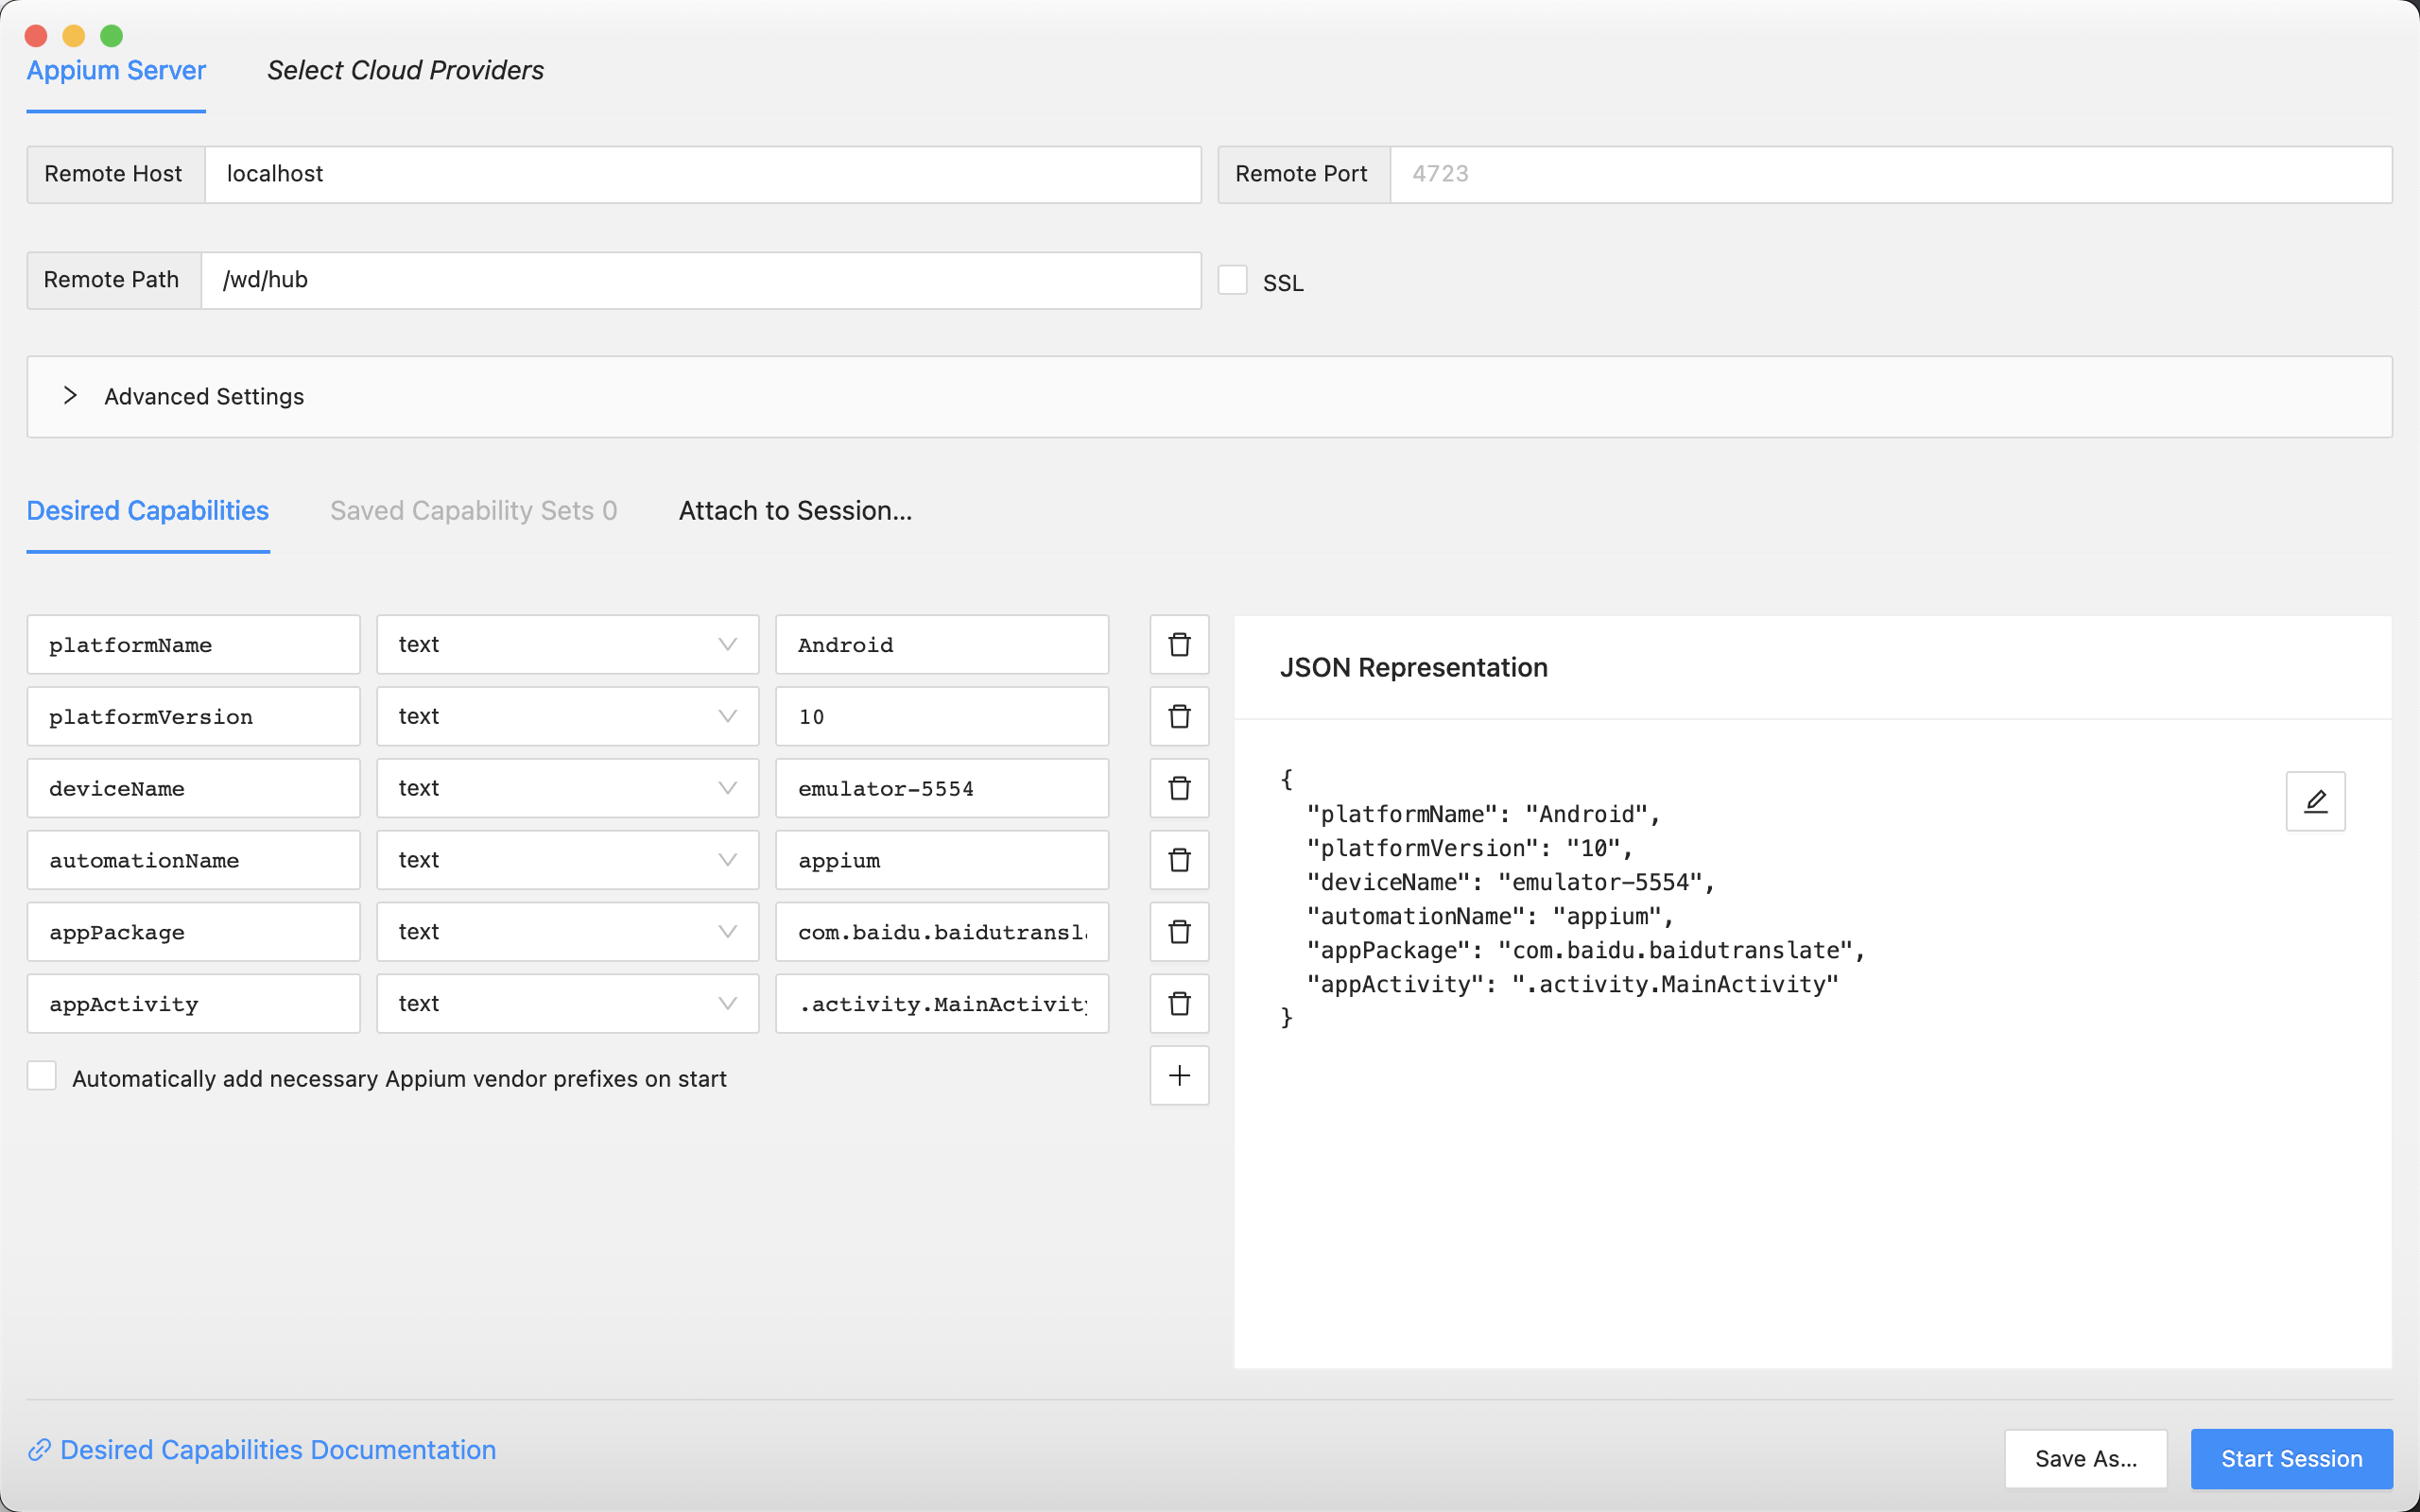 Appium Server Select Cloud Providers
Remote Host localhost Remote Port 4723
Remote Path /wd/hub SSL
Advanced Settings
Desired Capabilities Saved Capability Sets 0 Attach to Session...
platformName text Android
platformVersion text 10
deviceName text emulator-5554
automationName text appium
appPackage text com.baidu.baidutransl
appActivity text .activity.MainActivity
Automatically add necessary Appium vendor prefixes on start
JSON Representation
{
"platformName": "Android",
"platformVersion": "10",
"deviceName": "emulator-5554",
"automationName": "appium",
"appPackage": "com.baidu.baidutranslate",
"appActivity": ".activity.MainActivity"
}
Desired Capabilities Documentation Save As... Start Session